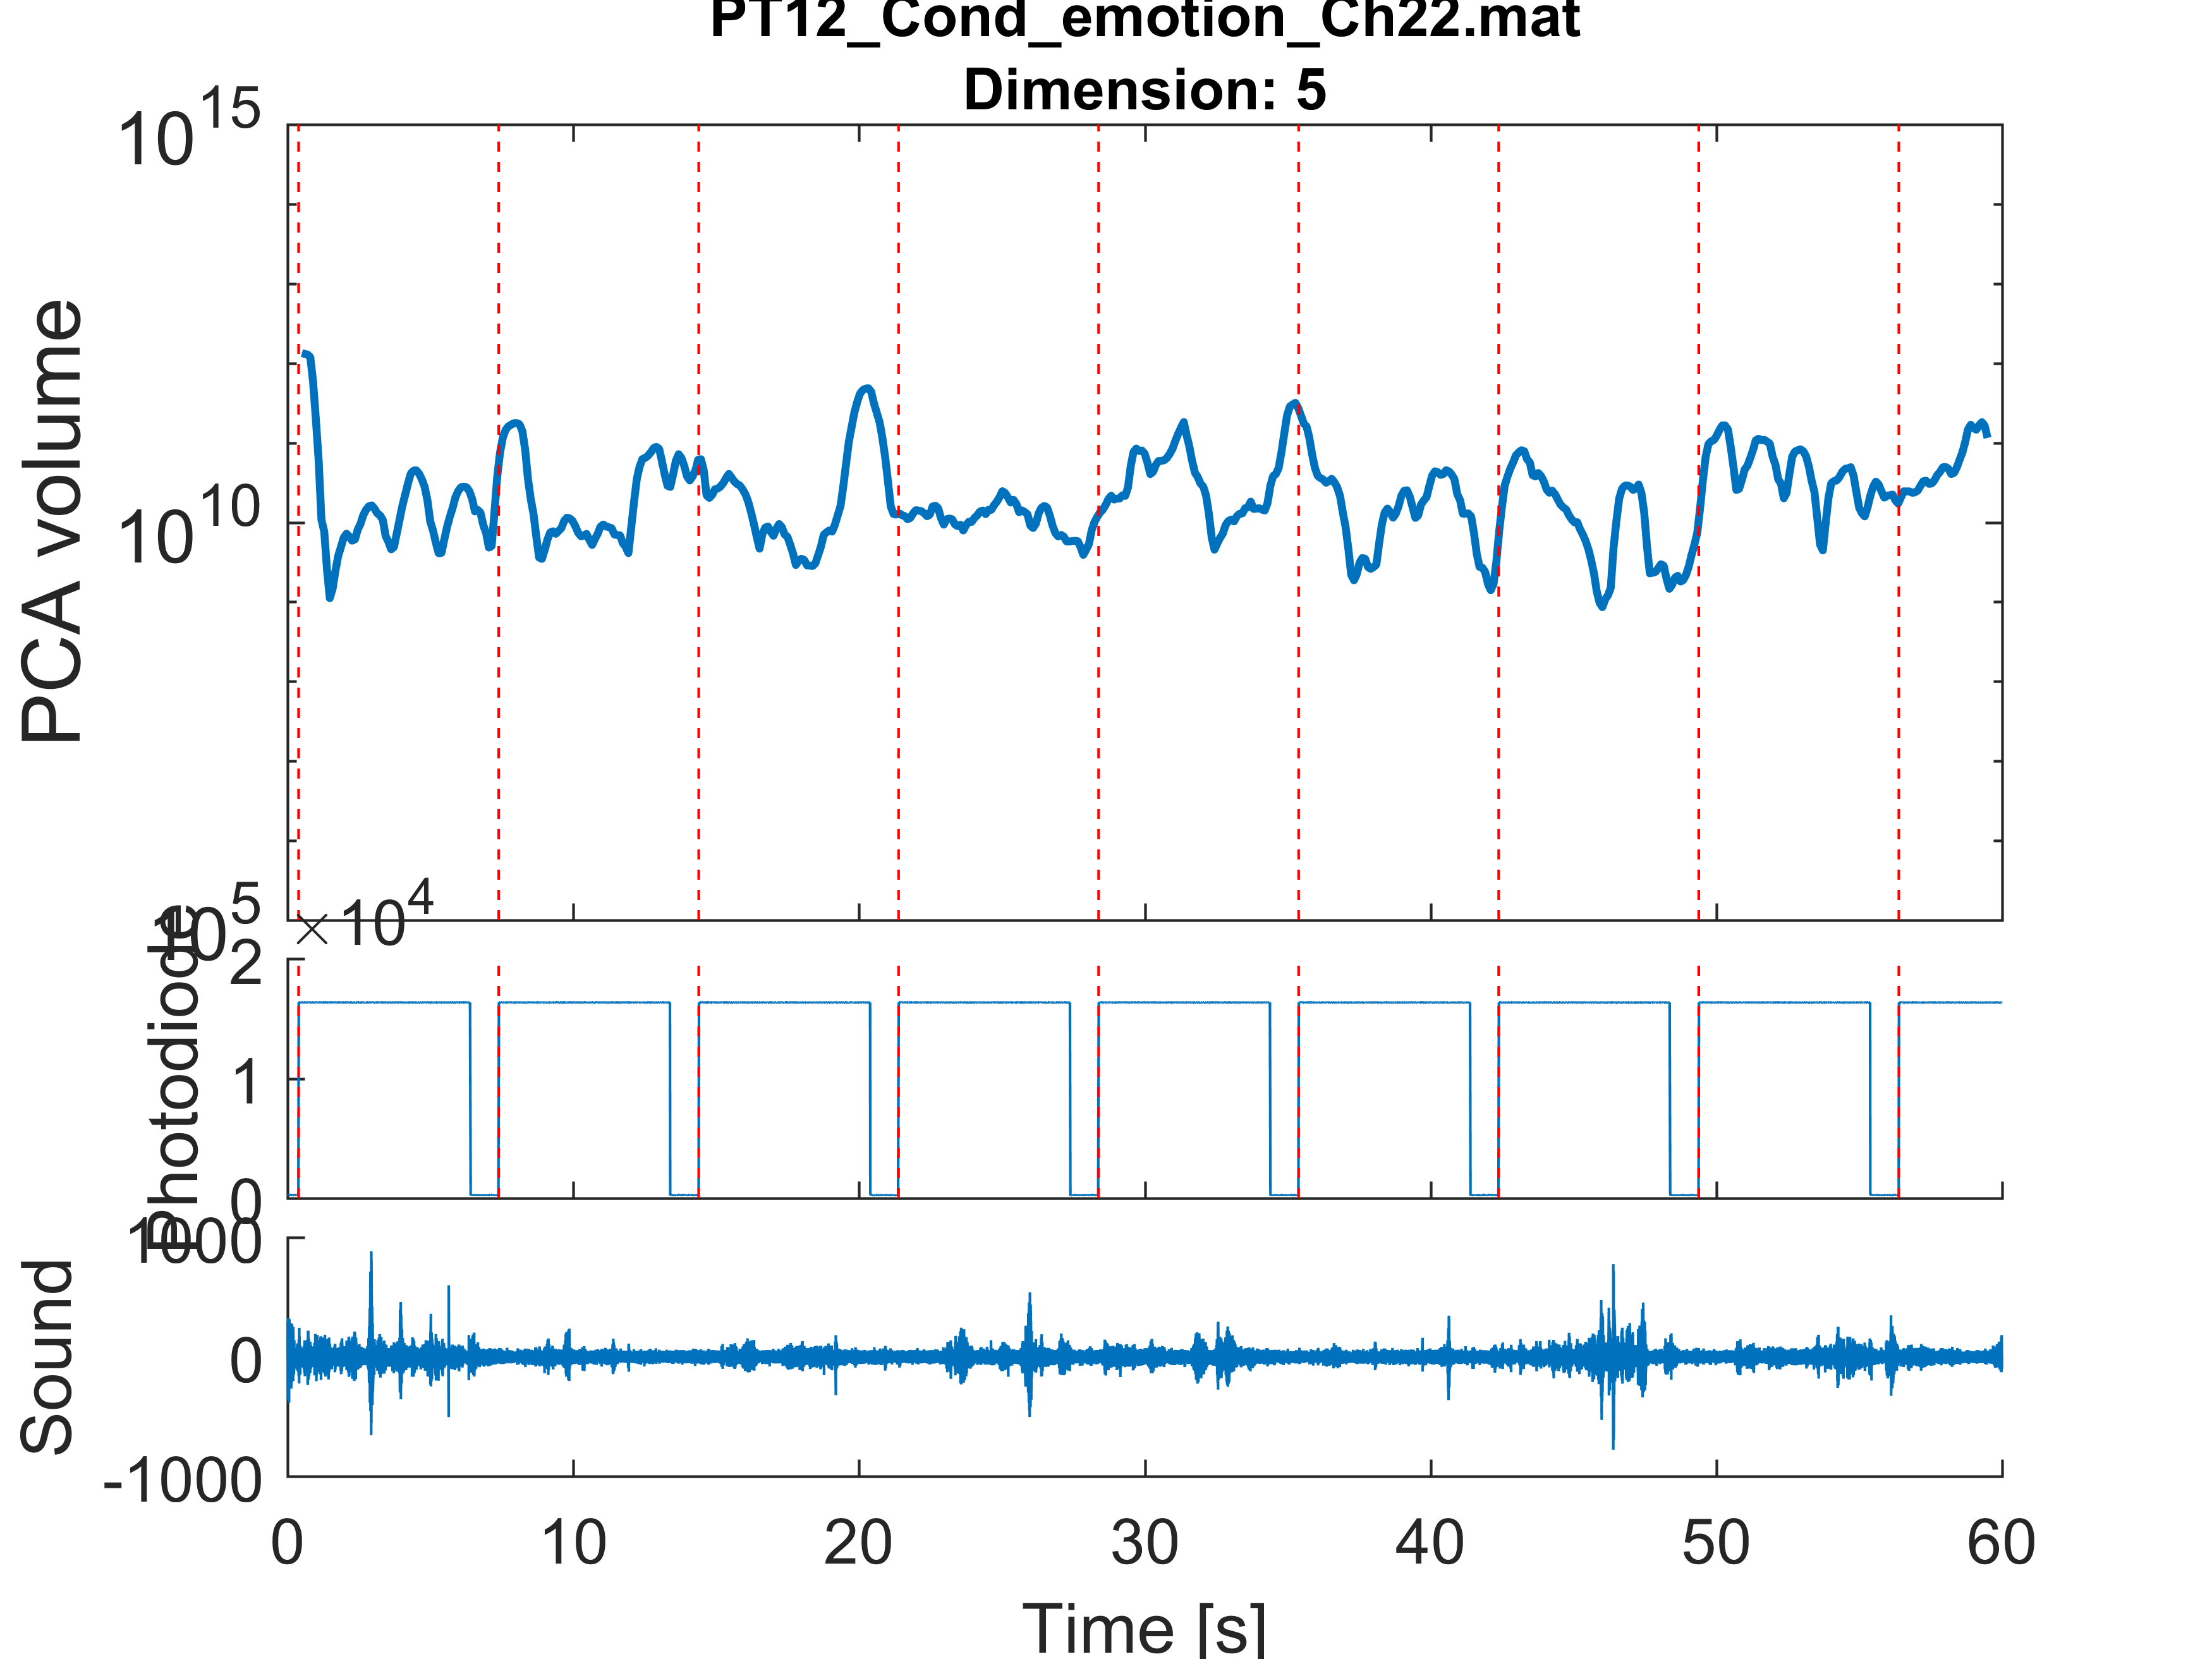 PT12_Cond_emotion_Ch22.mat
Dimension: 5
10^15
10^10
10^5
PCA volume
×10^4
2
1
0
Photodiode
1000
0
-1000
Sound
0 10 20 30 40 50 60
Time [s]